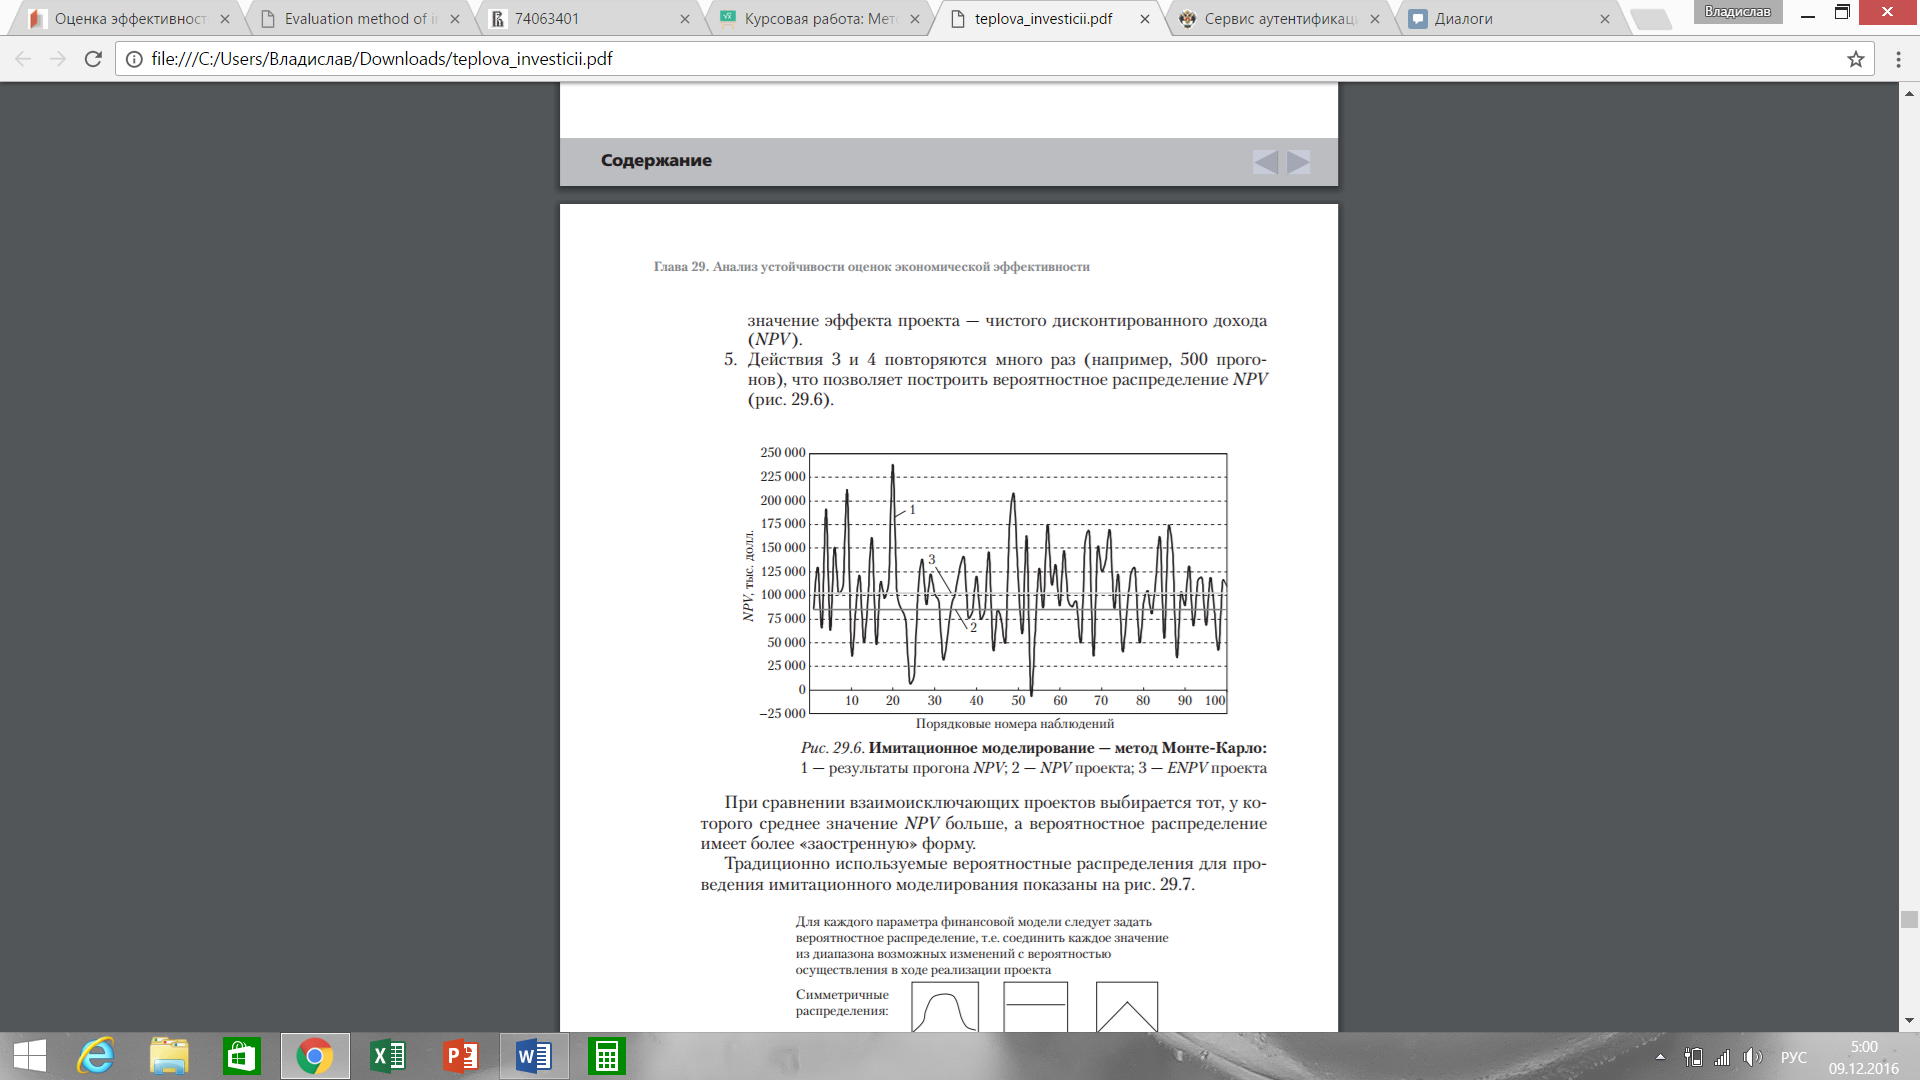 Оценка эффективност
Evaluation method of i
74063401
Курсовая работа: Мет
teplova_investicii.pdf
Сервис аутентификац
Диалоги
Владислав
file:///C:/Users/Владислав/Downloads/teplova_investicii.pdf
Содержание
Глава 29. Анализ устойчивости оценок экономической эффективности
значение эффекта проекта — чистого дисконтированного дохода
(NPV).
5. Действия 3 и 4 повторяются много раз (например, 500 прого-
нов), что позволяет построить вероятностное распределение NPV
(рис. 29.6).
NPV, тыс. долл.
250 000
225 000
200 000
175 000
150 000
125 000
100 000
75 000
50 000
25 000
0
–25 000
1
3
2
10 20 30 40 50 60 70 80 90 100
Порядковые номера наблюдений
Рис. 29.6. Имитационное моделирование — метод Монте-Карло:
1 — результаты прогона NPV; 2 — NPV проекта; 3 — ENPV проекта
При сравнении взаимоисключающих проектов выбирается тот, у ко-
торого среднее значение NPV больше, а вероятностное распределение
имеет более «заостренную» форму.
Традиционно используемые вероятностные распределения для про-
ведения имитационного моделирования показаны на рис. 29.7.
Для каждого параметра финансовой модели следует задать
вероятностное распределение, т.е. соединить каждое значение
из диапазона возможных изменений с вероятностью
осуществления в ходе реализации проекта
Симметричные
распределения:
РУС
5:00
09.12.2016